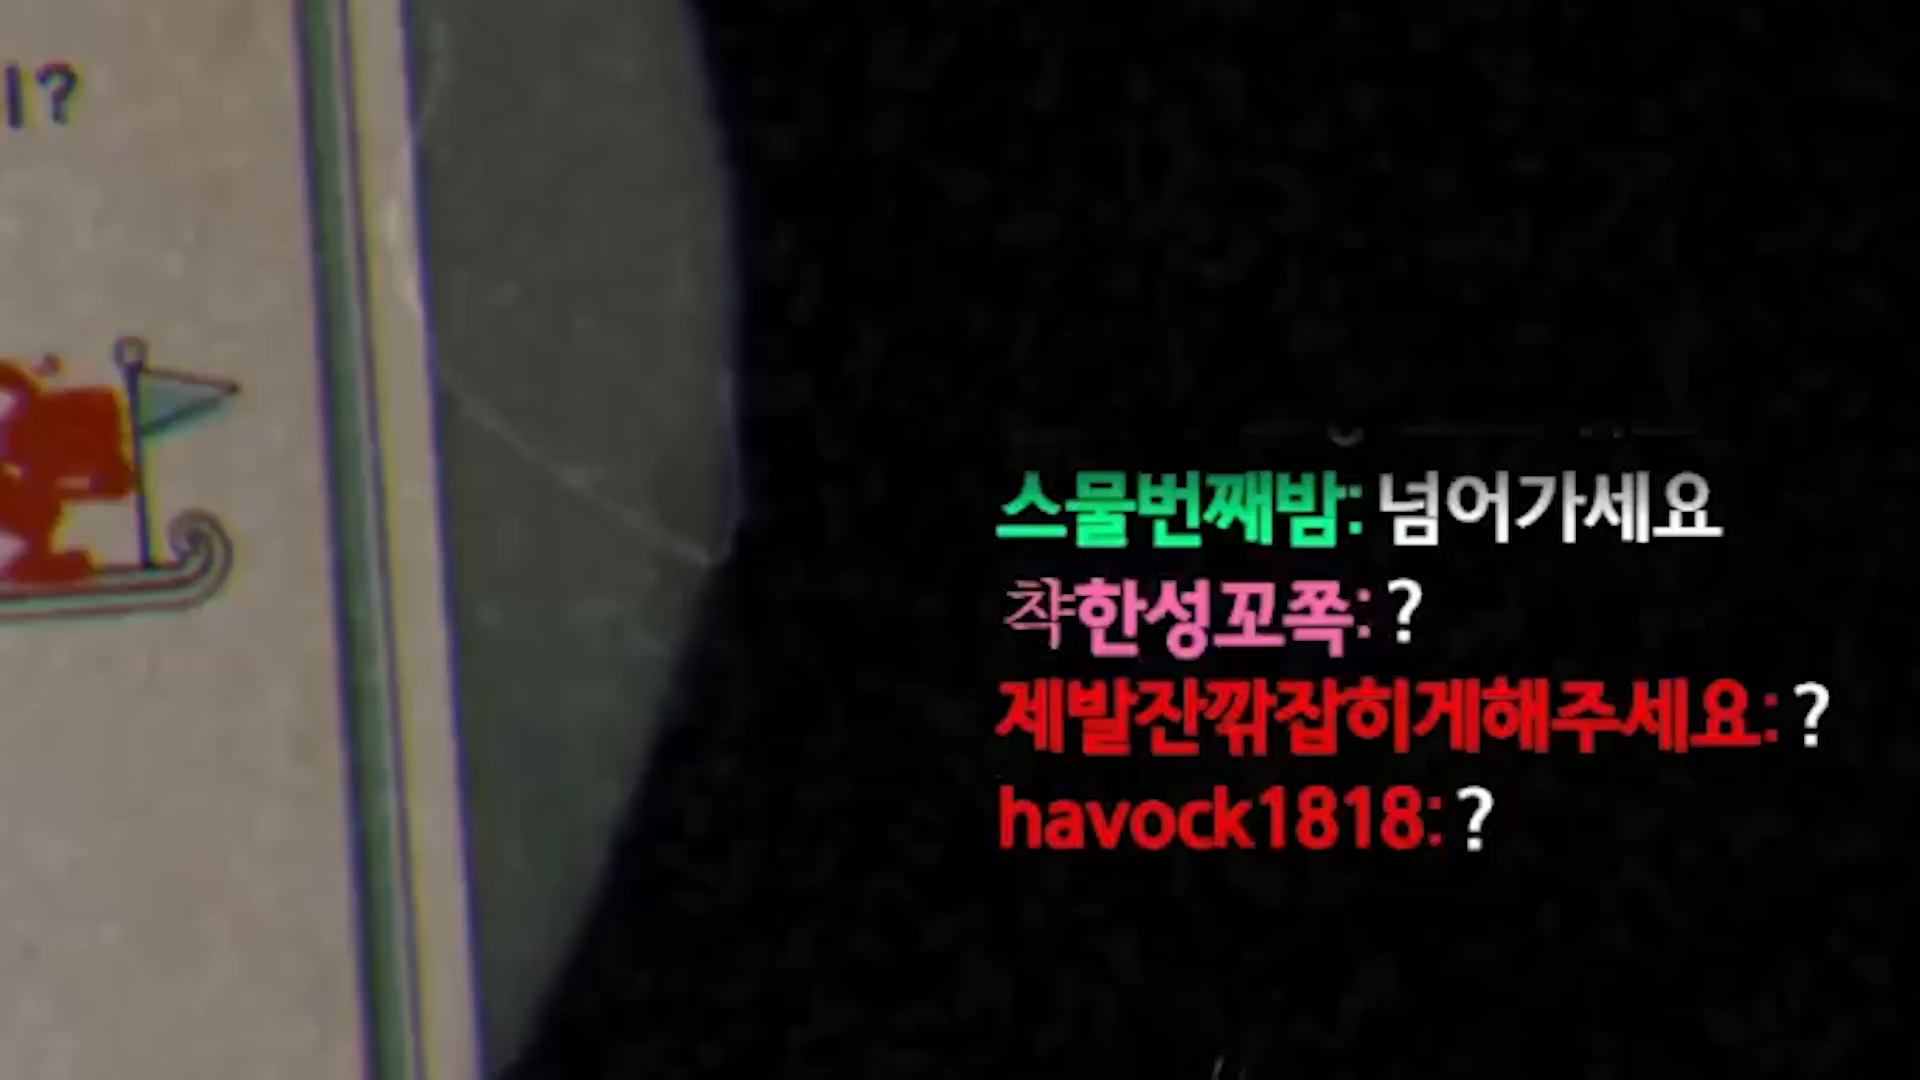 ?
스물번째밤: 넘어가세요
챡한성꼬쪽: ?
제발잔깎잡히게해주세요: ?
havock1818: ?